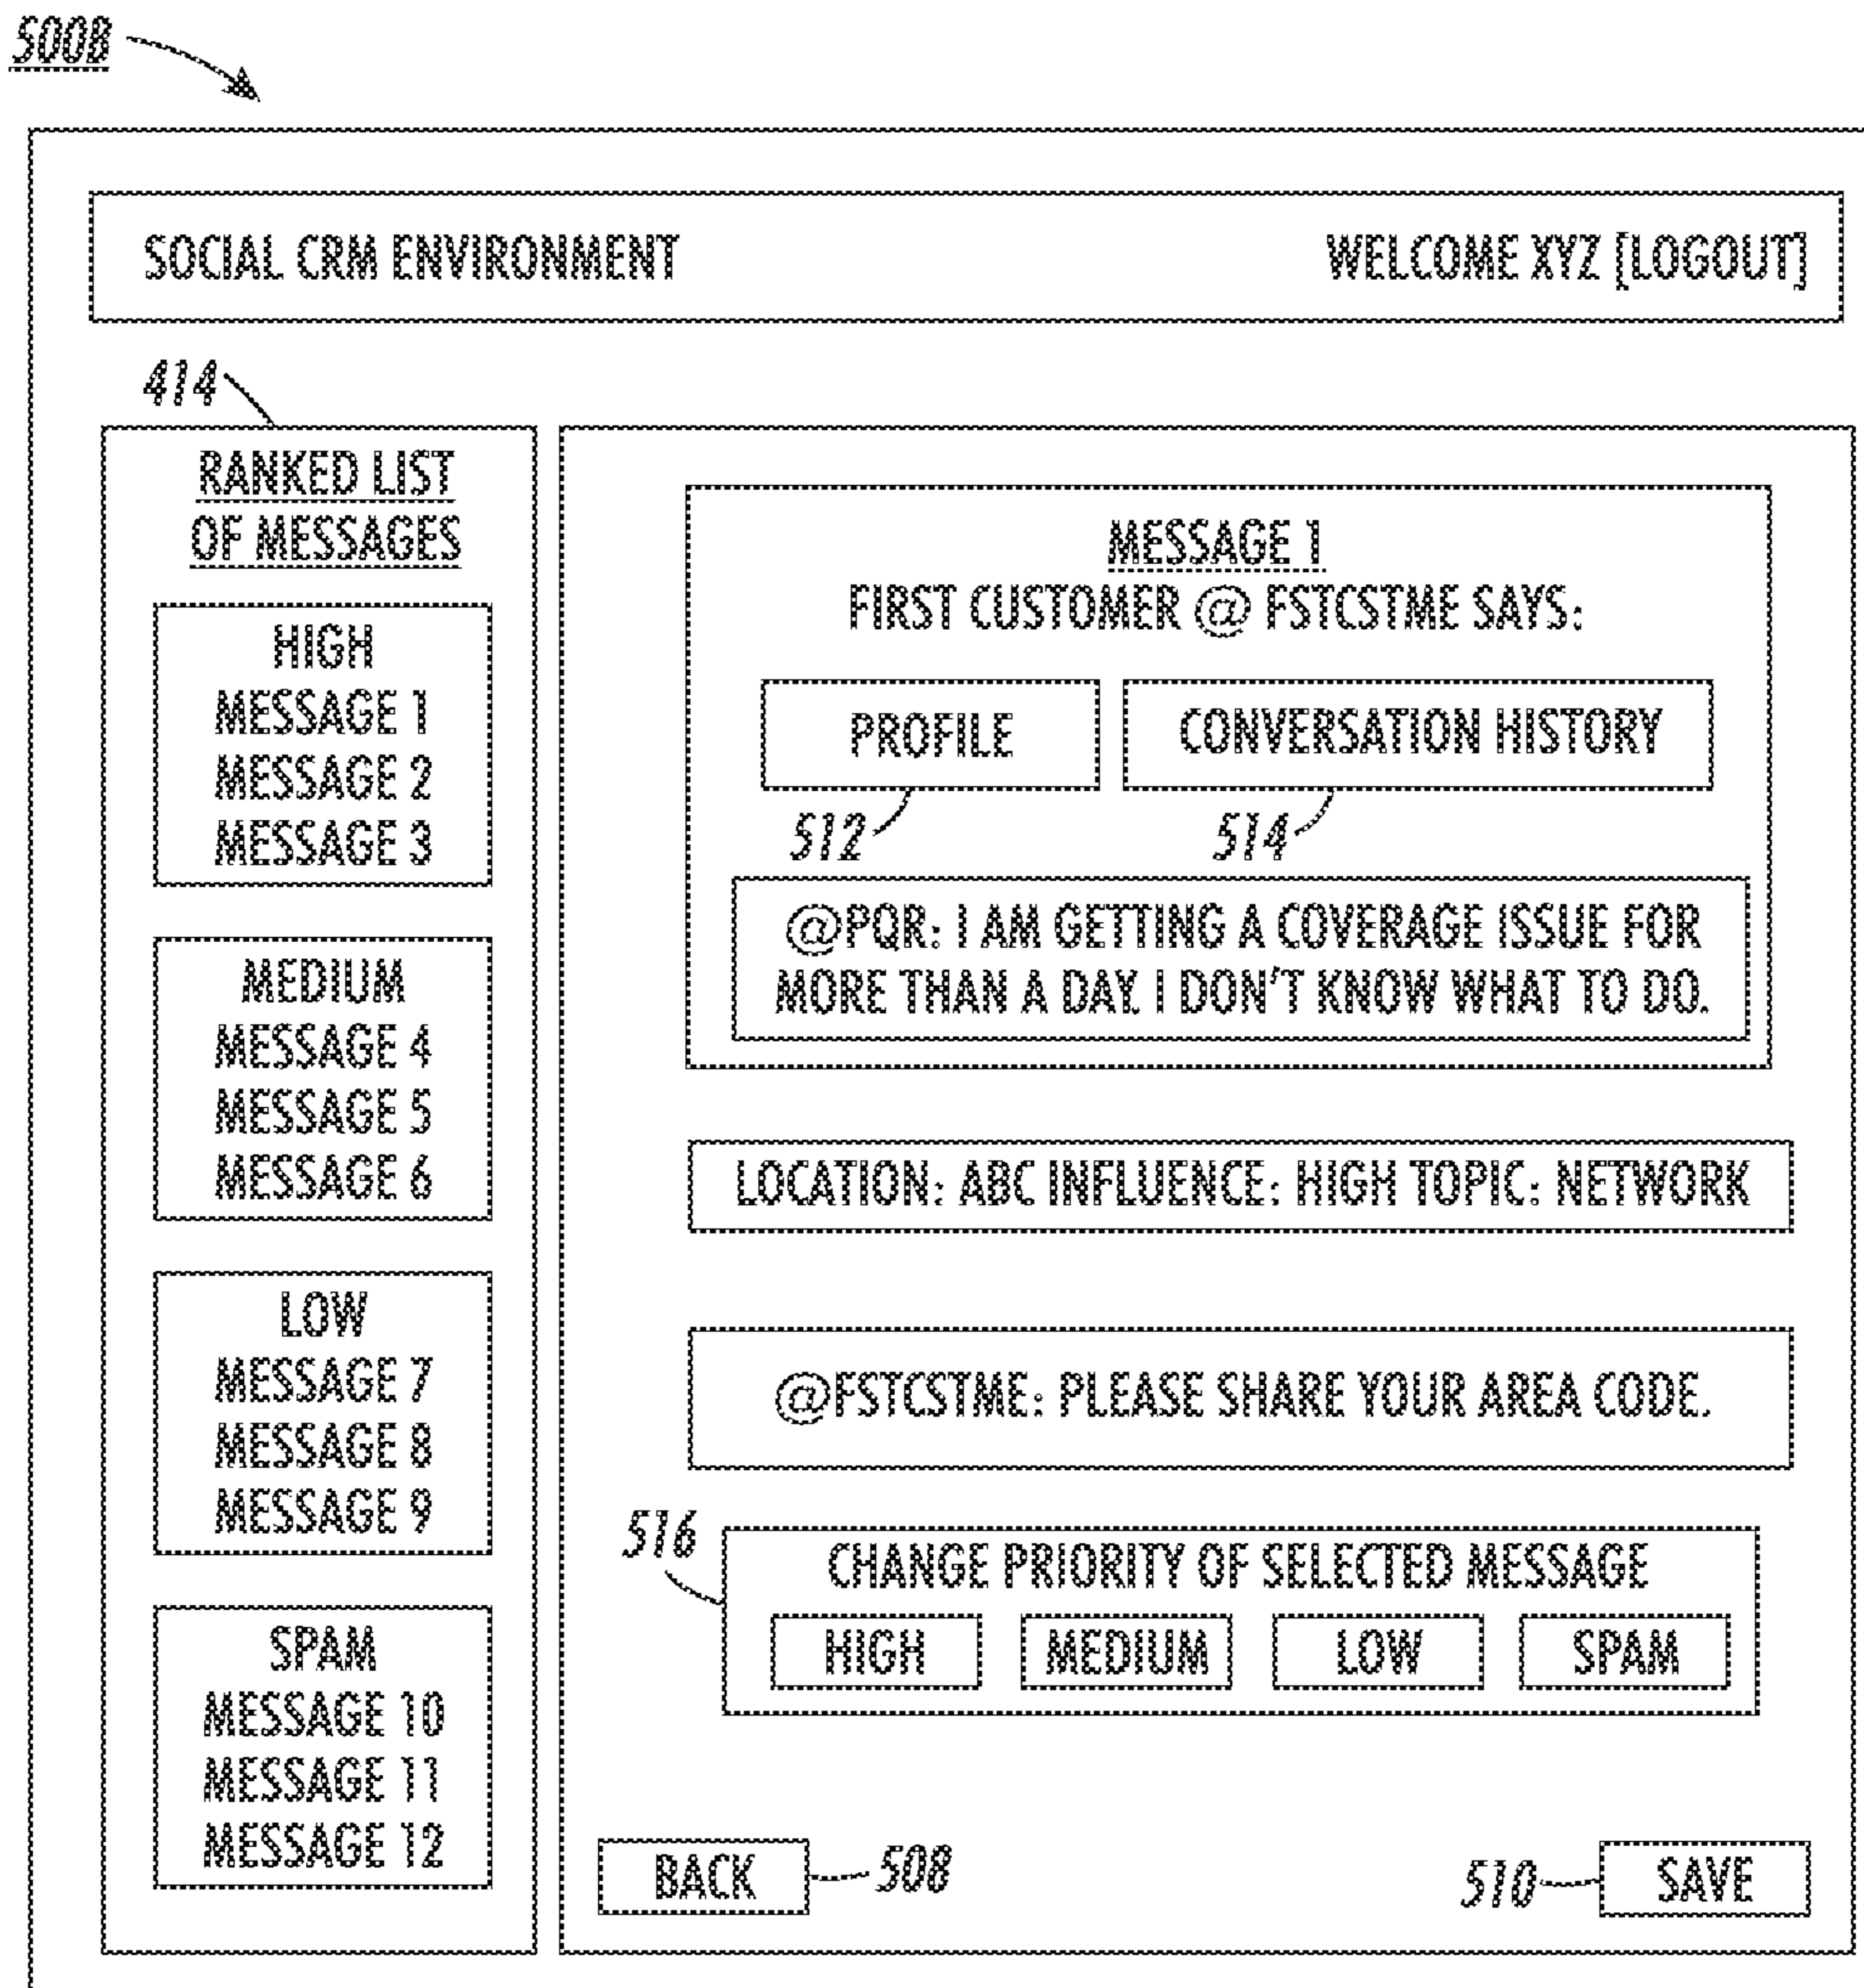 500B
SOCIAL CRM ENVIRONMENT
WELCOME XYZ [LOGOUT]
414
RANKED LIST
OF MESSAGES
HIGH
MESSAGE 1
MESSAGE 2
MESSAGE 3
MEDIUM
MESSAGE 4
MESSAGE 5
MESSAGE 6
LOW
MESSAGE 7
MESSAGE 8
MESSAGE 9
SPAM
MESSAGE 10
MESSAGE 11
MESSAGE 12
MESSAGE 1
FIRST CUSTOMER @ FSTCSTME SAYS:
PROFILE
CONVERSATION HISTORY
512
514
@PQR: I AM GETTING A COVERAGE ISSUE FOR
MORE THAN A DAY. I DON'T KNOW WHAT TO DO.
LOCATION: ABC INFLUENCE: HIGH TOPIC: NETWORK
@FSTCSTME: PLEASE SHARE YOUR AREA CODE.
516
CHANGE PRIORITY OF SELECTED MESSAGE
HIGH
MEDIUM
LOW
SPAM
BACK
508
510
SAVE